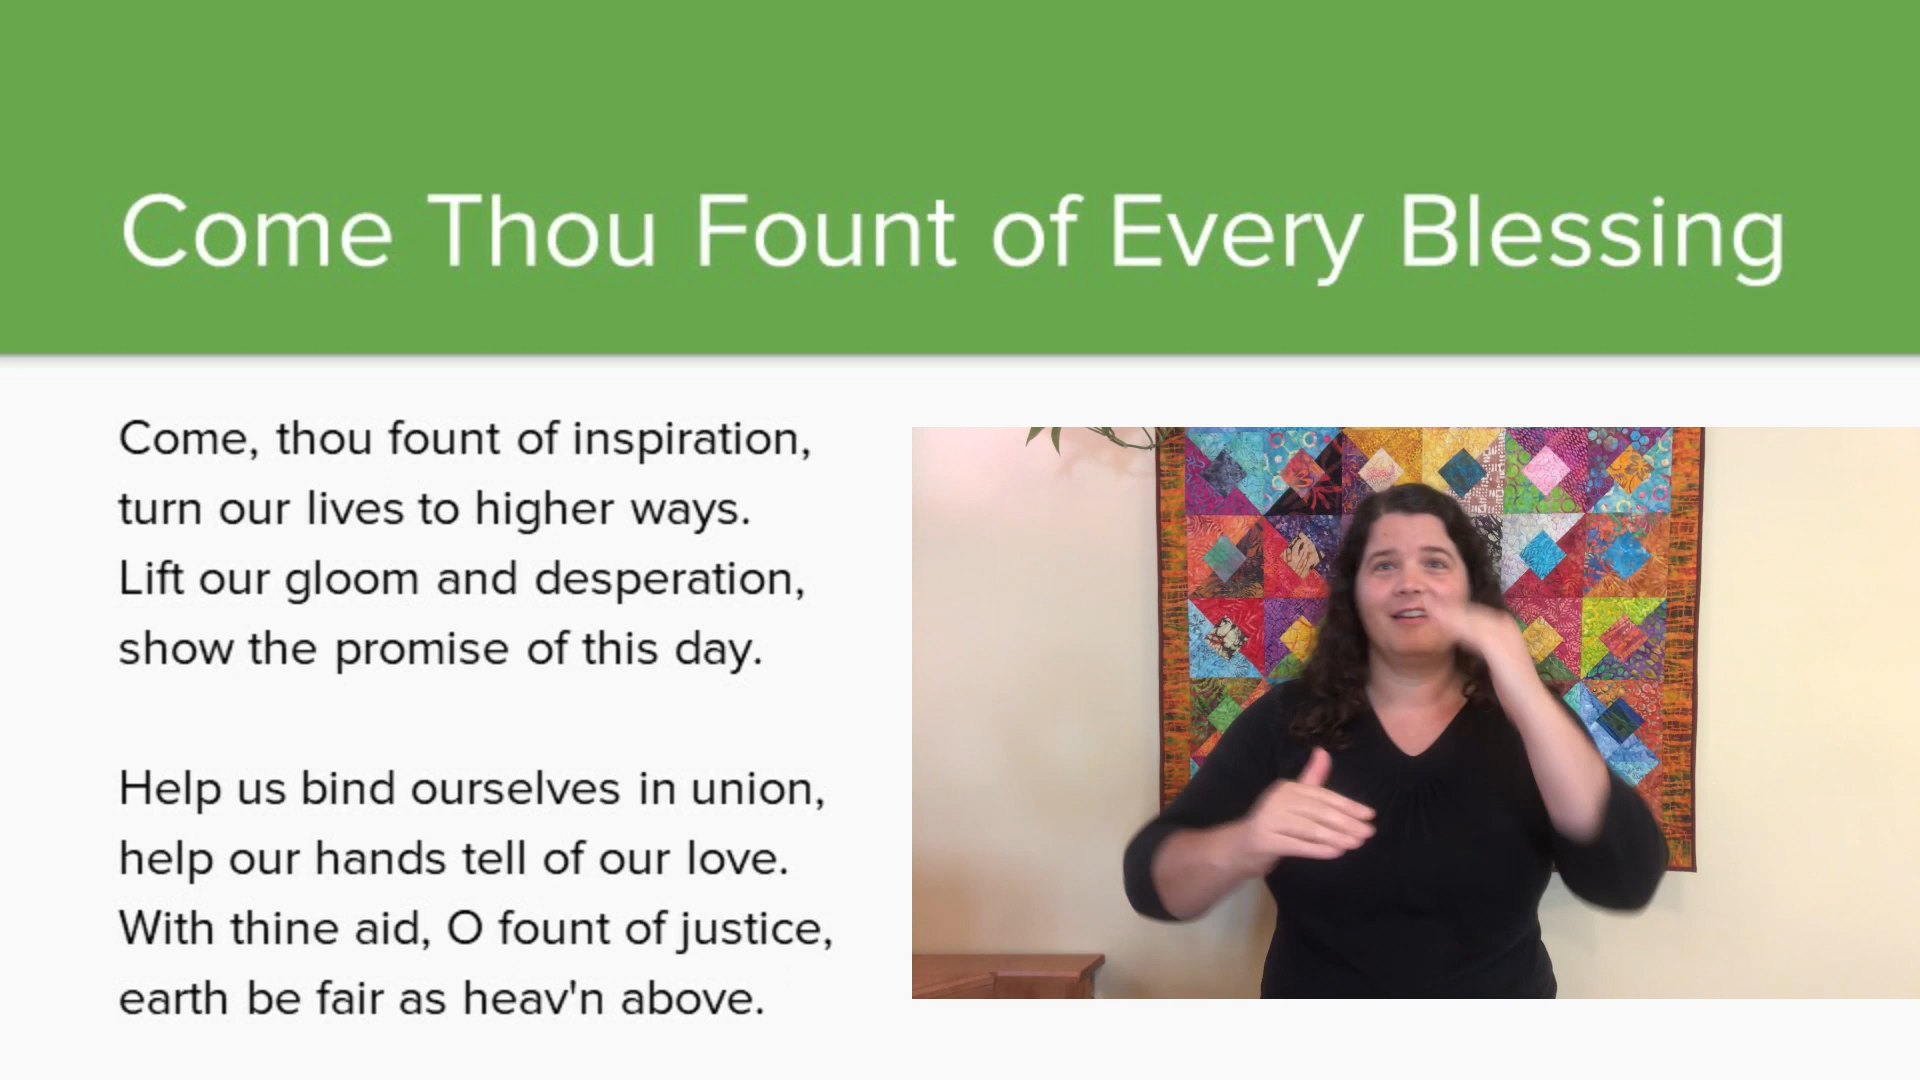 Come Thou Fount of Every Blessing
Come, thou fount of inspiration,
turn our lives to higher ways.
Lift our gloom and desperation,
show the promise of this day.
Help us bind ourselves in union,
help our hands tell of our love.
With thine aid, O fount of justice,
earth be fair as heav'n above.